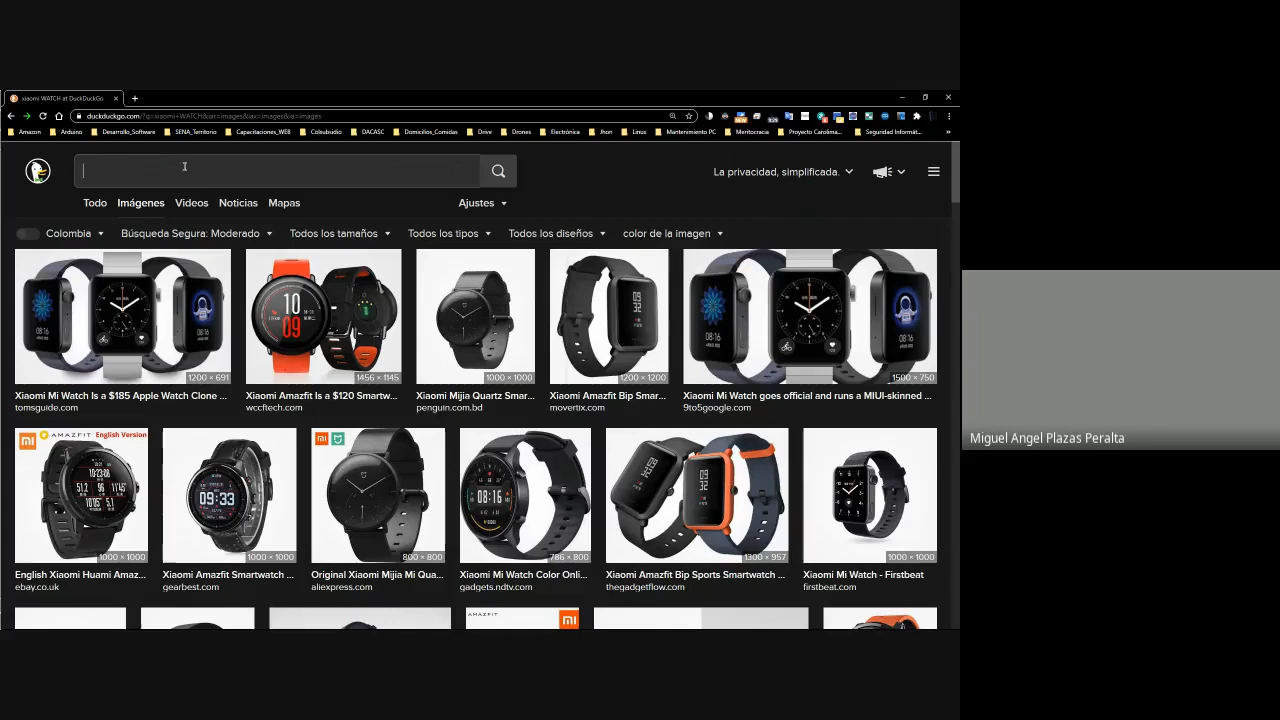 xiaomi WATCH at DuckDuckGo
duckduckgo.com/?q=xiaomi+WATCH&iar=images&iax=images&ia=images
Amazon Arduino Desarrollo_Software SENA_Territorio Capacitaciones_WEB Colsubsidio DACASC Domicilios_Comidas Drive Drones Electrónica Jhon Linus Mantenimiento PC Meritocracia Proyecto Carolima... Seguridad Informát... »
La privacidad, simplificada.
Todo Imágenes Videos Noticias Mapas Ajustes
Colombia Búsqueda Segura: Moderado Todos los tamaños Todos los tipos Todos los diseños color de la imagen
1200 × 691 1456 × 1145 1000 × 1000 1200 × 1200 1500 × 750
Xiaomi Mi Watch Is a $185 Apple Watch Clone ... Xiaomi Amazfit Is a $120 Smartw... Xiaomi Mijia Quartz Smar... Xiaomi Amazfit Bip Smar... Xiaomi Mi Watch goes official and runs a MIUI-skinned ...
tomsguide.com wccftech.com penguin.com.bd movertix.com 9to5google.com
Miguel Angel Plazas Peralta
AMAZFIT English Version
1000 × 1000 1000 × 1000 800 × 800 786 × 800 1300 × 957 1000 × 1000
English Xiaomi Huami Amaz... Xiaomi Amazfit Smartwatch ... Original Xiaomi Mijia Mi Qua... Xiaomi Mi Watch Color Onli... Xiaomi Amazfit Bip Sports Smartwatch ... Xiaomi Mi Watch - Firstbeat
ebay.co.uk gearbest.com aliexpress.com gadgets.ndtv.com thegadgetflow.com firstbeat.com
AMAZFIT